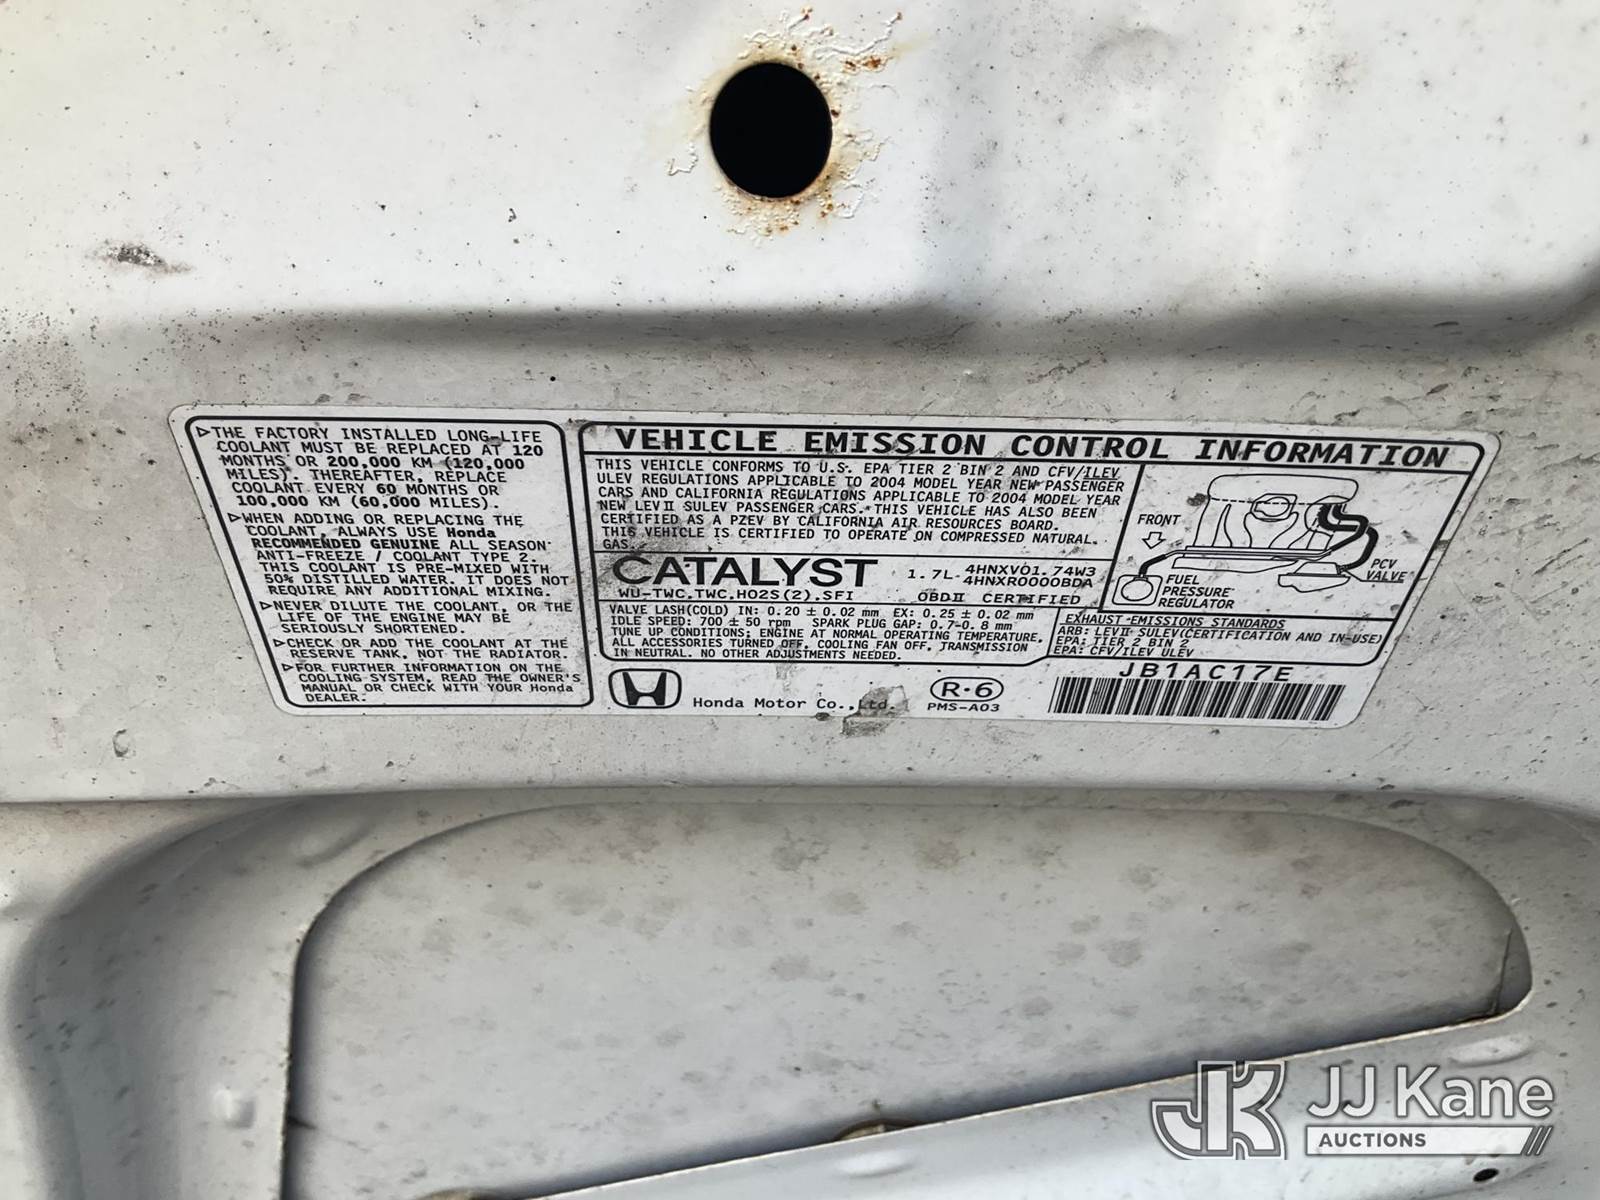 ▷THE FACTORY INSTALLED LONG-LIFE
COOLANT MUST BE REPLACED AT 120
MONTHS OR 200,000 KM (120,000
MILES). THEREAFTER, REPLACE
COOLANT EVERY 60 MONTHS OR
100,000 KM (60,000 MILES).
▷WHEN ADDING OR REPLACING THE
COOLANT, ALWAYS USE Honda
RECOMMENDED GENUINE ALL SEASON
ANTI-FREEZE / COOLANT TYPE 2.
THIS COOLANT IS PRE-MIXED WITH
50% DISTILLED WATER. IT DOES NOT
REQUIRE ANY ADDITIONAL MIXING.
▷NEVER DILUTE THE COOLANT, OR THE
LIFE OF THE ENGINE MAY BE
SERIOUSLY SHORTENED.
▷CHECK OR ADD THE COOLANT AT THE
RESERVE TANK, NOT THE RADIATOR.
▷FOR FURTHER INFORMATION ON THE
COOLING SYSTEM, READ THE OWNER'S
MANUAL OR CHECK WITH YOUR Honda
DEALER.
VEHICLE EMISSION CONTROL INFORMATION
THIS VEHICLE CONFORMS TO U.S. EPA TIER 2 BIN 2 AND CFV/ILEV
ULEV REGULATIONS APPLICABLE TO 2004 MODEL YEAR NEW PASSENGER
CARS AND CALIFORNIA REGULATIONS APPLICABLE TO 2004 MODEL YEAR
NEW LEVⅡ SULEV PASSENGER CARS. THIS VEHICLE HAS ALSO BEEN
CERTIFIED AS A PZEV BY CALIFORNIA AIR RESOURCES BOARD.
THIS VEHICLE IS CERTIFIED TO OPERATE ON COMPRESSED NATURAL
GAS.
CATALYST
WU-TWC,TWC,HO2S(2),SFI
1.7L- 4HNXV01.74W3
4HNXR0000BDA
OBDⅡ CERTIFIED
VALVE LASH(COLD) IN: 0.20 ± 0.02 mm EX: 0.25 ± 0.02 mm
IDLE SPEED: 700 ± 50 rpm SPARK PLUG GAP: 0.7-0.8 mm
TUNE UP CONDITIONS: ENGINE AT NORMAL OPERATING TEMPERATURE,
ALL ACCESSORIES TURNED OFF, COOLING FAN OFF, TRANSMISSION
IN NEUTRAL. NO OTHER ADJUSTMENTS NEEDED.
FRONT
FUEL
PRESSURE
REGULATOR
PCV
VALVE
EXHAUST EMISSIONS STANDARDS
ARB: LEVⅡ SULEV(CERTIFICATION AND IN-USE)
EPA: TIER 2 BIN 2
EPA: CFV/ILEV ULEV
Honda Motor Co.,Ltd.
R·6
PMS-A03
JB1AC17E
JK JJ Kane
AUCTIONS